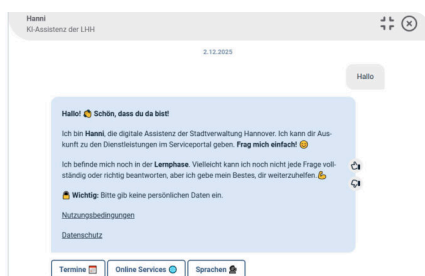 Hanni
KI-Assistenz der LHH
2.12.2025
Hallo
Hallo! Schön, dass du da bist!
Ich bin Hanni, die digitale Assistenz der Stadtverwaltung Hannover. Ich kann dir Aus-
kunft zu den Dienstleistungen im Serviceportal geben. Frag mich einfach!
Ich befinde mich noch in der Lernphase. Vielleicht kann ich noch nicht jede Frage voll-
ständig oder richtig beantworten, aber ich gebe mein Bestes, dir weiterzuhelfen.
Wichtig: Bitte gib keine persönlichen Daten ein.
Nutzungsbedingungen
Datenschutz
Termine Online Services Sprachen